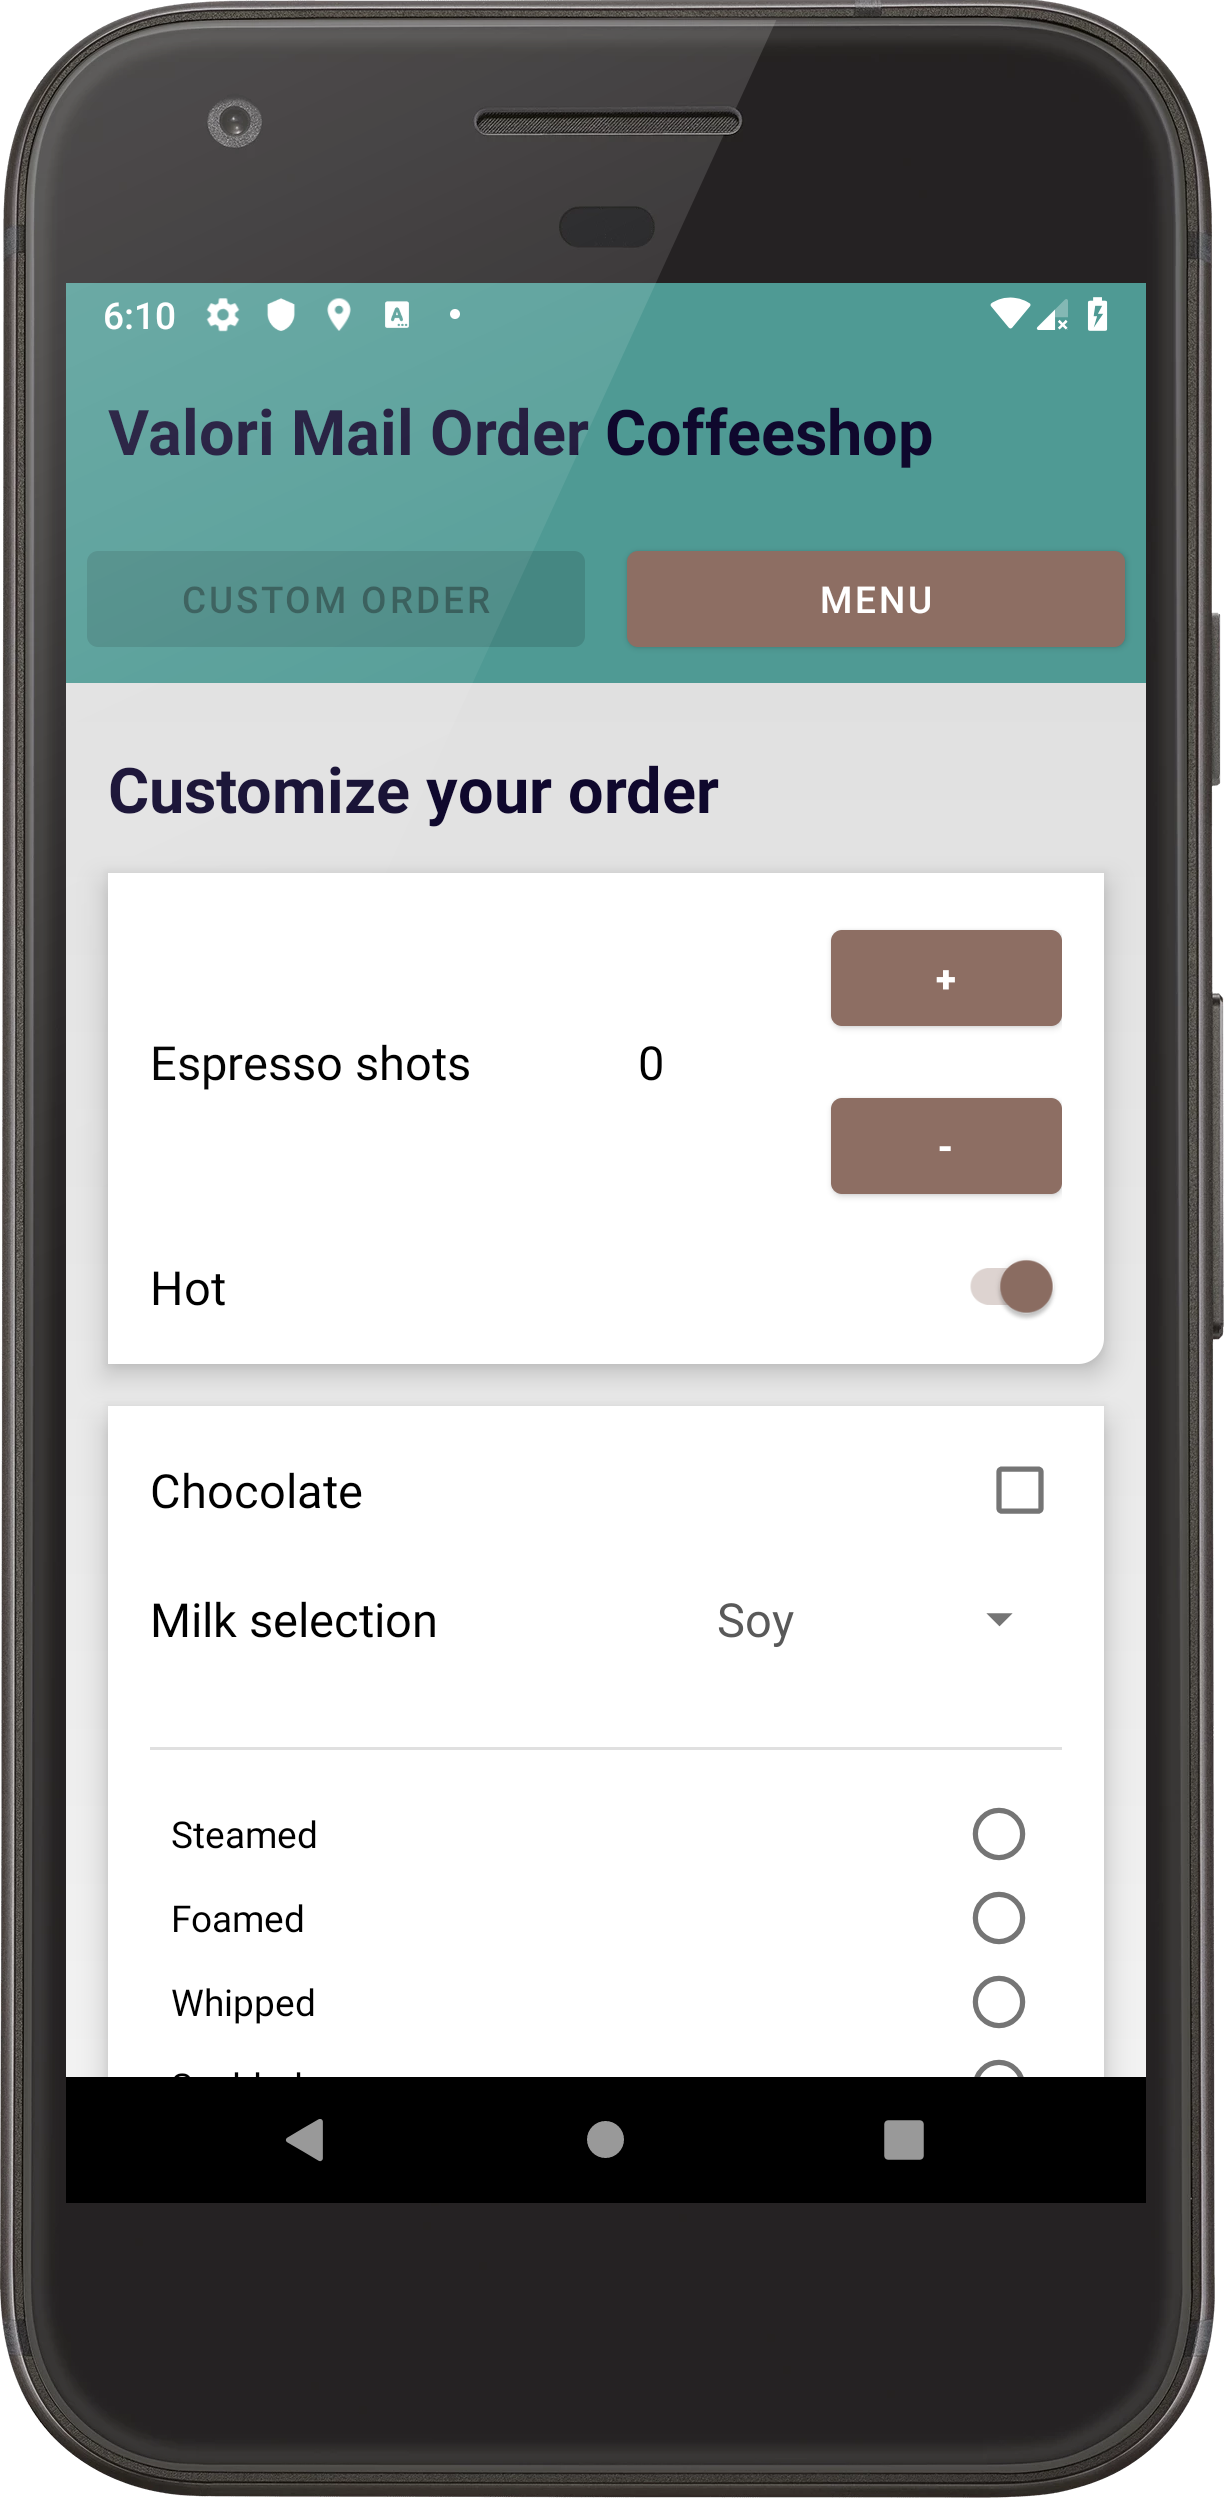 6:10
Valori Mail Order Coffeeshop
CUSTOM ORDER
MENU
Customize your order
+
Espresso shots 0
-
Hot
Chocolate
Milk selection Soy
Steamed
Foamed
Whipped